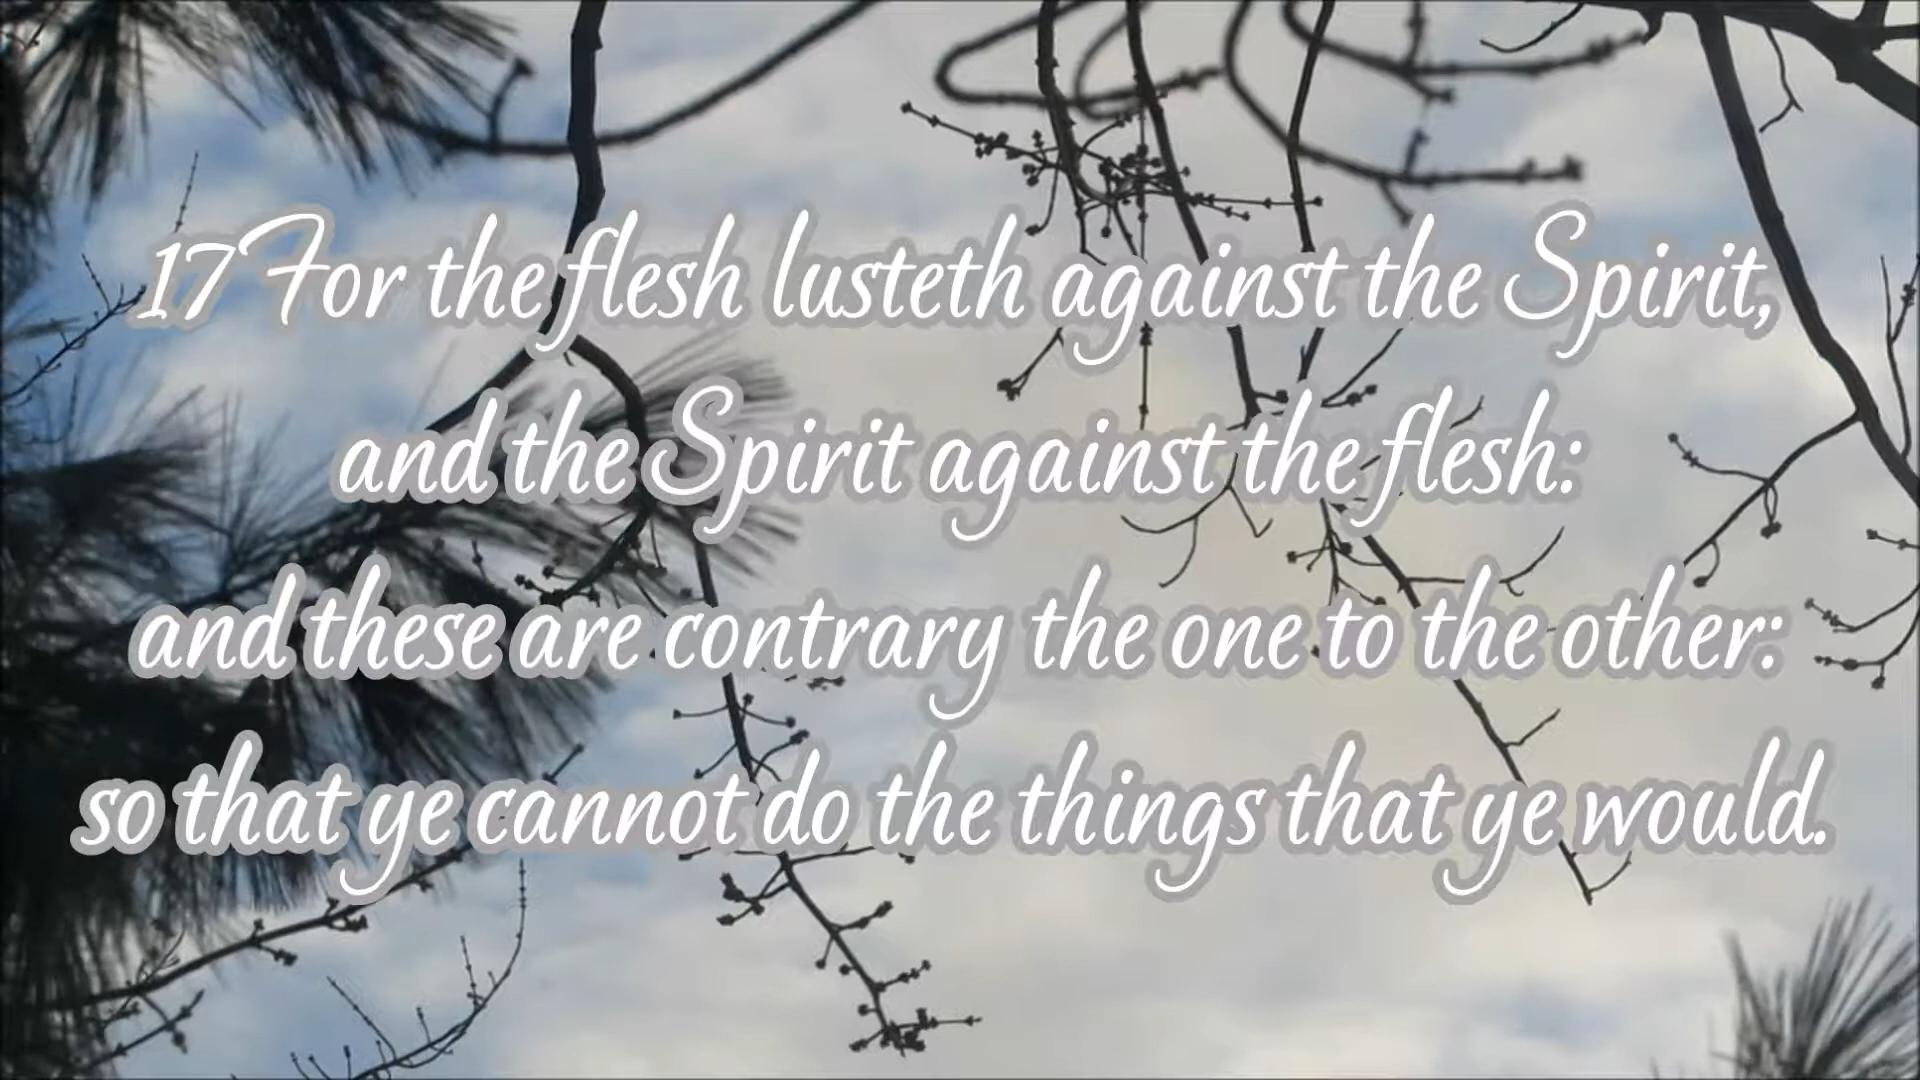 17 For the flesh lusteth against the Spirit,
and the Spirit against the flesh:
and these are contrary the one to the other:
so that ye cannot do the things that ye would.